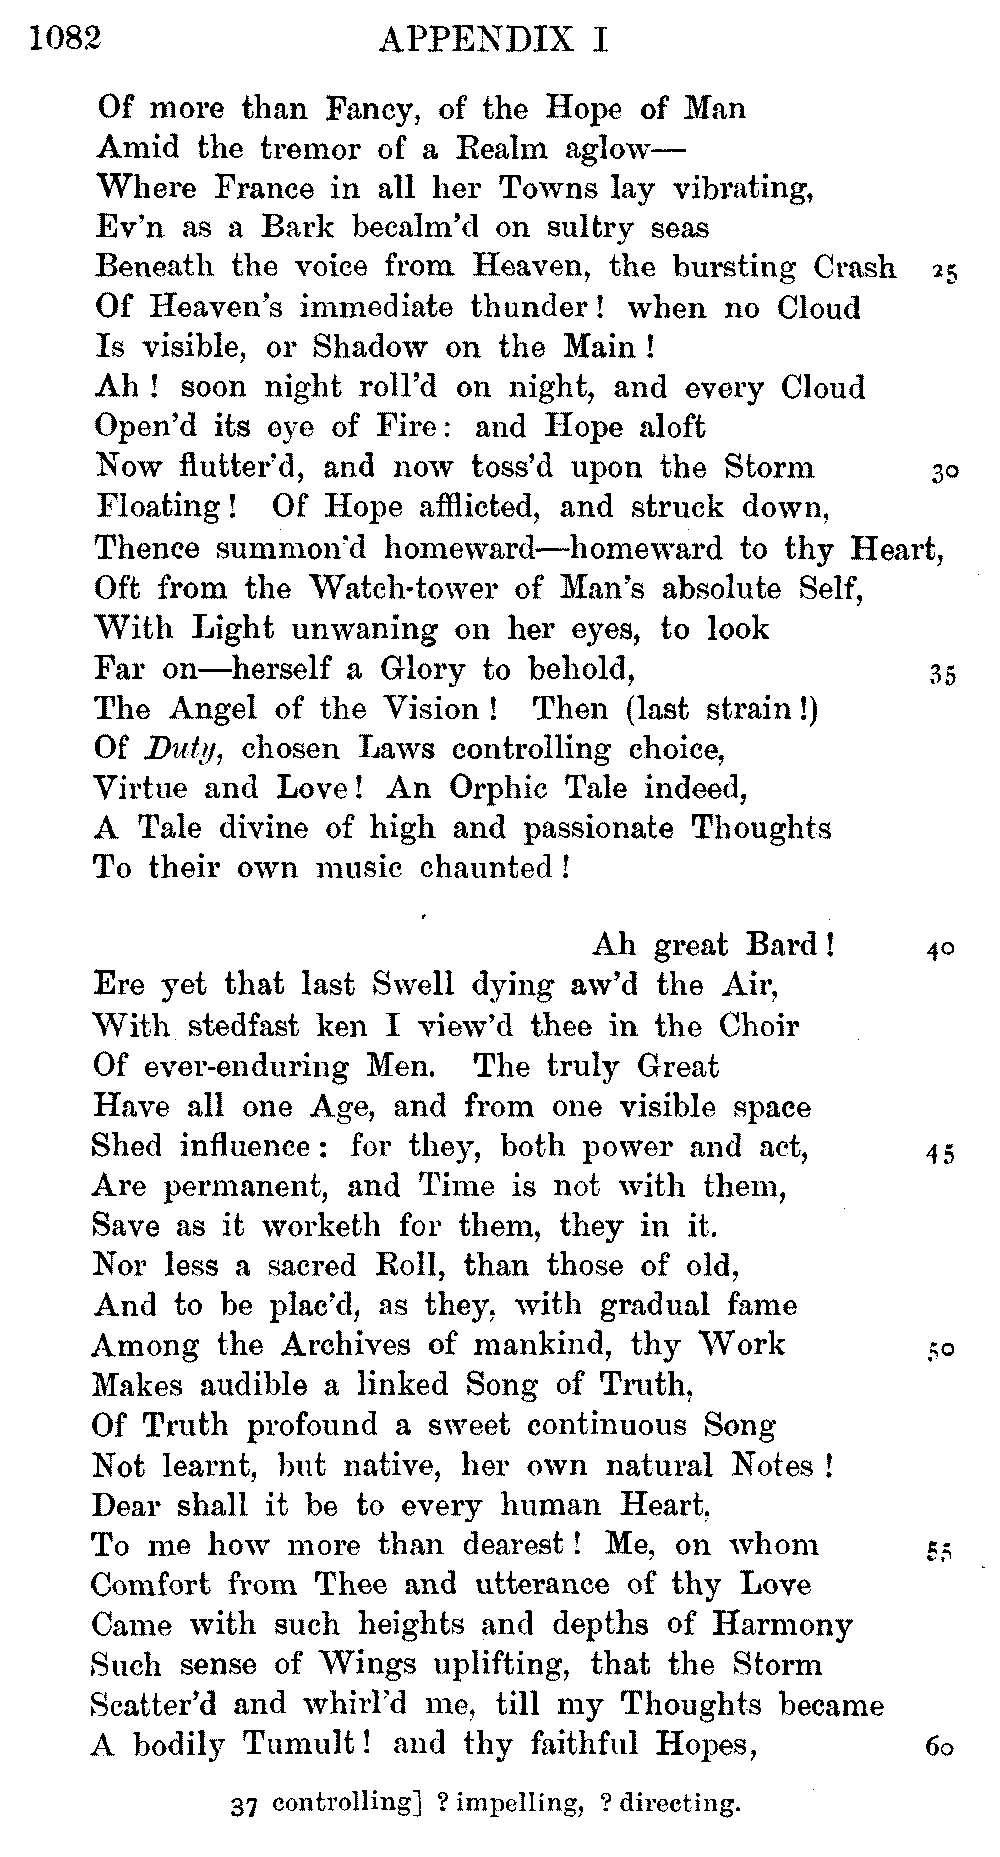 1082 APPENDIX I
Of more than Fancy, of the Hope of Man
Amid the tremor of a Realm aglow—
Where France in all her Towns lay vibrating,
Ev'n as a Bark becalm'd on sultry seas
Beneath the voice from Heaven, the bursting Crash 25
Of Heaven's immediate thunder! when no Cloud
Is visible, or Shadow on the Main!
Ah! soon night roll'd on night, and every Cloud
Open'd its eye of Fire: and Hope aloft
Now flutter'd, and now toss'd upon the Storm 30
Floating! Of Hope afflicted, and struck down,
Thence summon'd homeward—homeward to thy Heart,
Oft from the Watch-tower of Man's absolute Self,
With Light unwaning on her eyes, to look
Far on—herself a Glory to behold, 35
The Angel of the Vision! Then (last strain!)
Of Duty, chosen Laws controlling choice,
Virtue and Love! An Orphic Tale indeed,
A Tale divine of high and passionate Thoughts
To their own music chaunted!
Ah great Bard! 40
Ere yet that last Swell dying aw'd the Air,
With stedfast ken I view'd thee in the Choir
Of ever-enduring Men. The truly Great
Have all one Age, and from one visible space
Shed influence: for they, both power and act, 45
Are permanent, and Time is not with them,
Save as it worketh for them, they in it.
Nor less a sacred Roll, than those of old,
And to be plac'd, as they, with gradual fame
Among the Archives of mankind, thy Work 50
Makes audible a linked Song of Truth,
Of Truth profound a sweet continuous Song
Not learnt, but native, her own natural Notes!
Dear shall it be to every human Heart,
To me how more than dearest! Me, on whom 55
Comfort from Thee and utterance of thy Love
Came with such heights and depths of Harmony
Such sense of Wings uplifting, that the Storm
Scatter'd and whirl'd me, till my Thoughts became
A bodily Tumult! and thy faithful Hopes, 60
37 controlling] ? impelling, ? directing.